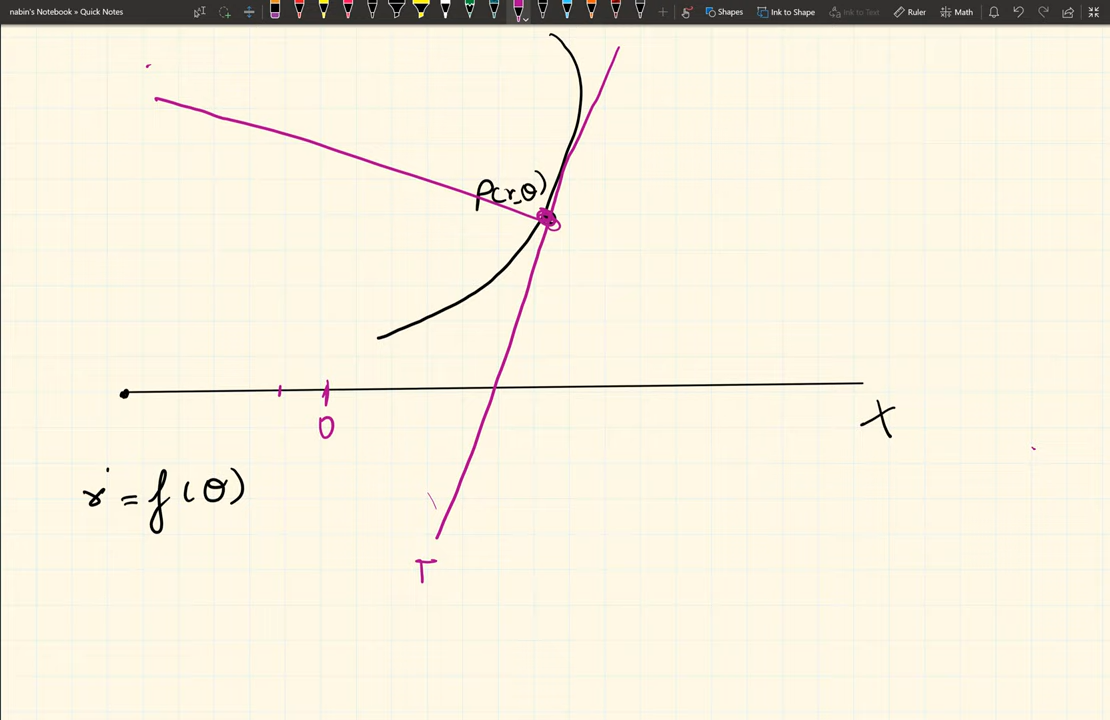 nabin's Notebook » Quick Notes
Shapes
Ink to Shape
Ink to Text
Ruler
Math
P(r,θ)
O
X
r = f(θ)
T